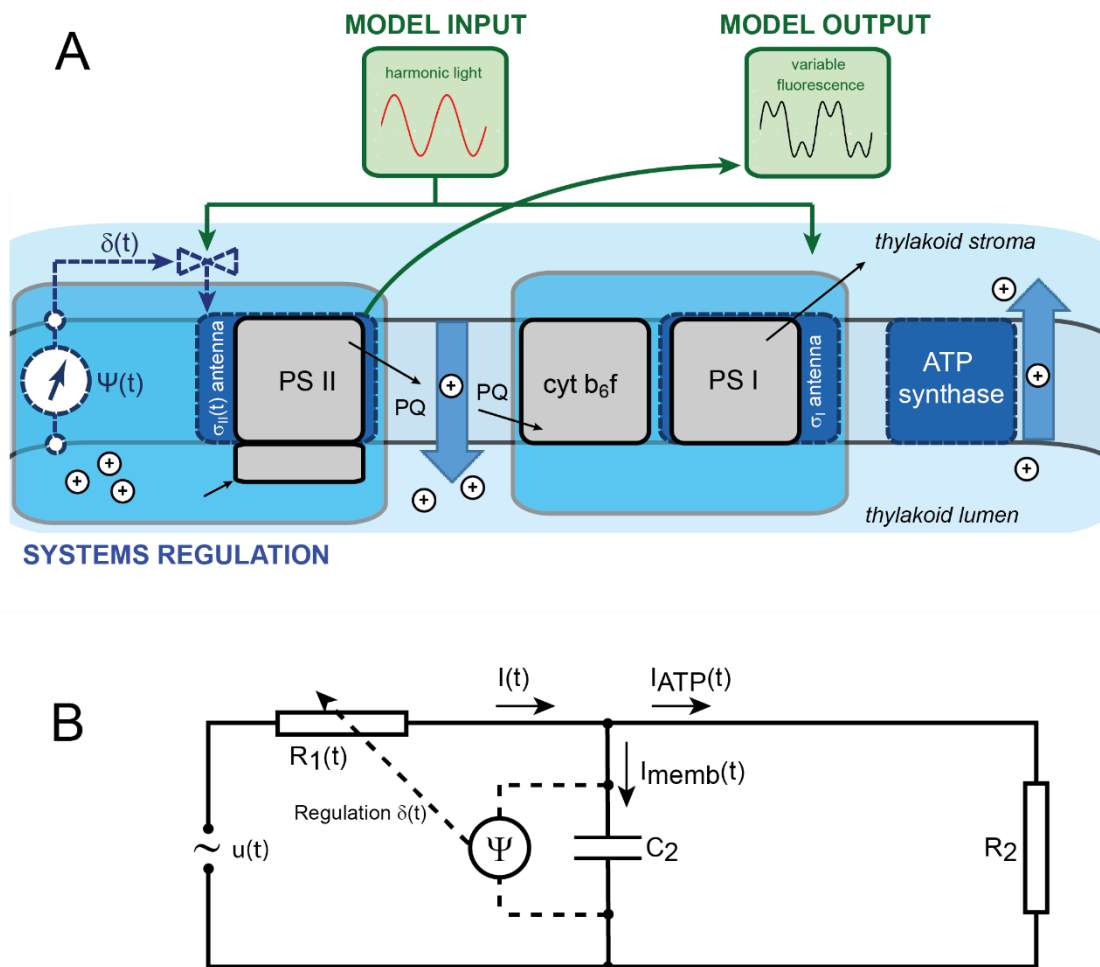 A
MODEL INPUT
harmonic light
MODEL OUTPUT
variable
fluorescence
δ(t)
thylakoid stroma
Ψ(t)
σII(t) antenna
PS II
PQ
+
PQ
cyt b6f
PS I
σI antenna
ATP
synthase
+
+
+
+
+
+
+
+
thylakoid lumen
SYSTEMS REGULATION
B
I(t)
IATP(t)
R1(t)
Imemb(t)
Regulation δ(t)
~
u(t)
Ψ
C2
R2